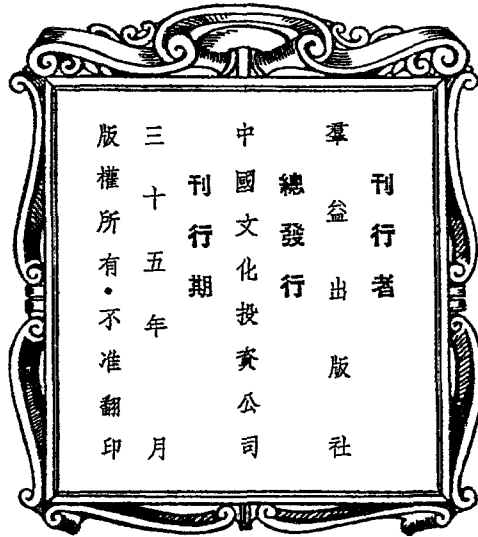 刊行者
羣益出版社
總發行
中國文化投資公司
刊行期
三十五年 月
版權所有·不准翻印